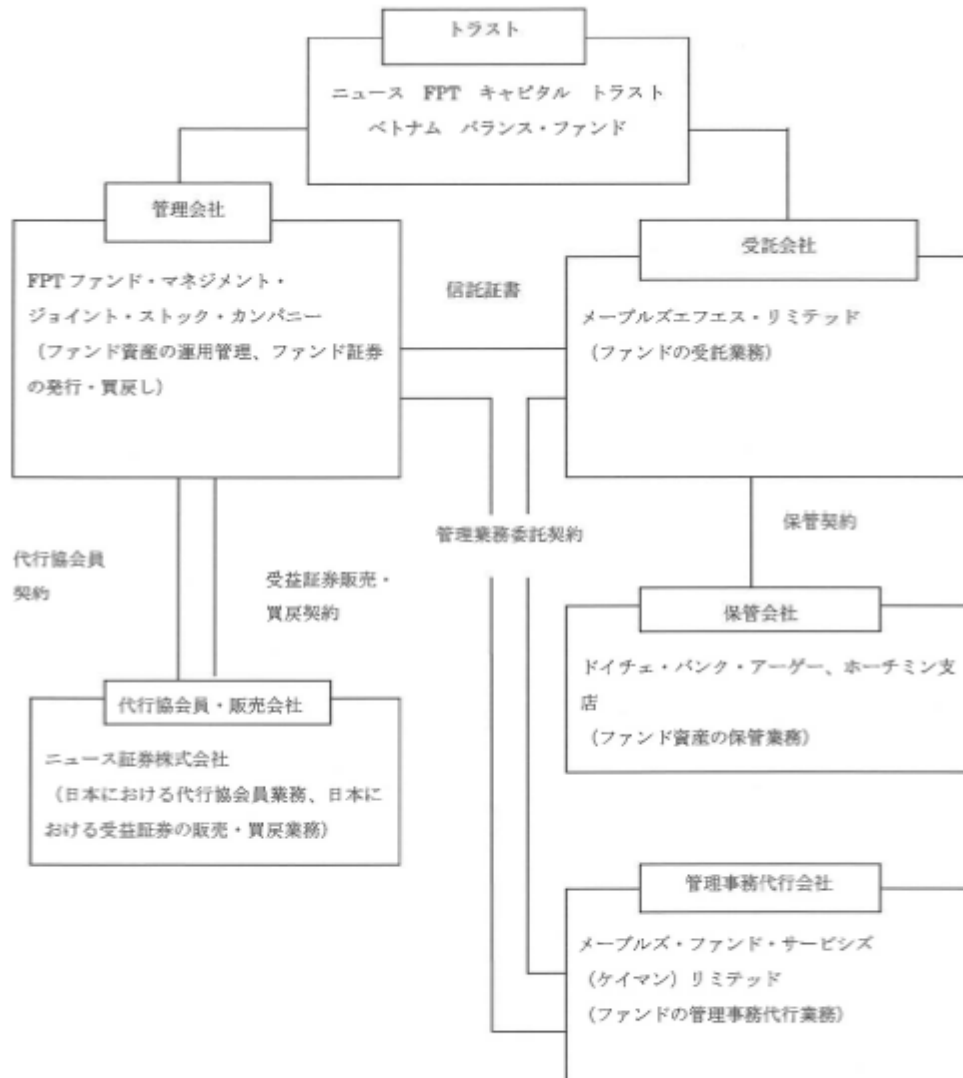 トラスト
ニュース FPT キャピタル トラスト
ベトナム バランス・ファンド
管理会社
FPTファンド・マネジメント・
ジョイント・ストック・カンパニー
（ファンド資産の運用管理、ファンド証券
の発行・買戻し）
信託証書
受託会社
メープルズエフエス・リミテッド
（ファンドの受託業務）
代行協会員
契約
受益証券販売・
買戻契約
管理業務委託契約
保管契約
代行協会員・販売会社
ニュース証券株式会社
（日本における代行協会員業務、日本に
おける受益証券の販売・買戻業務）
保管会社
ドイチェ・バンク・アーゲー、ホーチミン支
店
（ファンド資産の保管業務）
管理事務代行会社
メープルズ・ファンド・サービシズ
（ケイマン）リミテッド
（ファンドの管理事務代行業務）